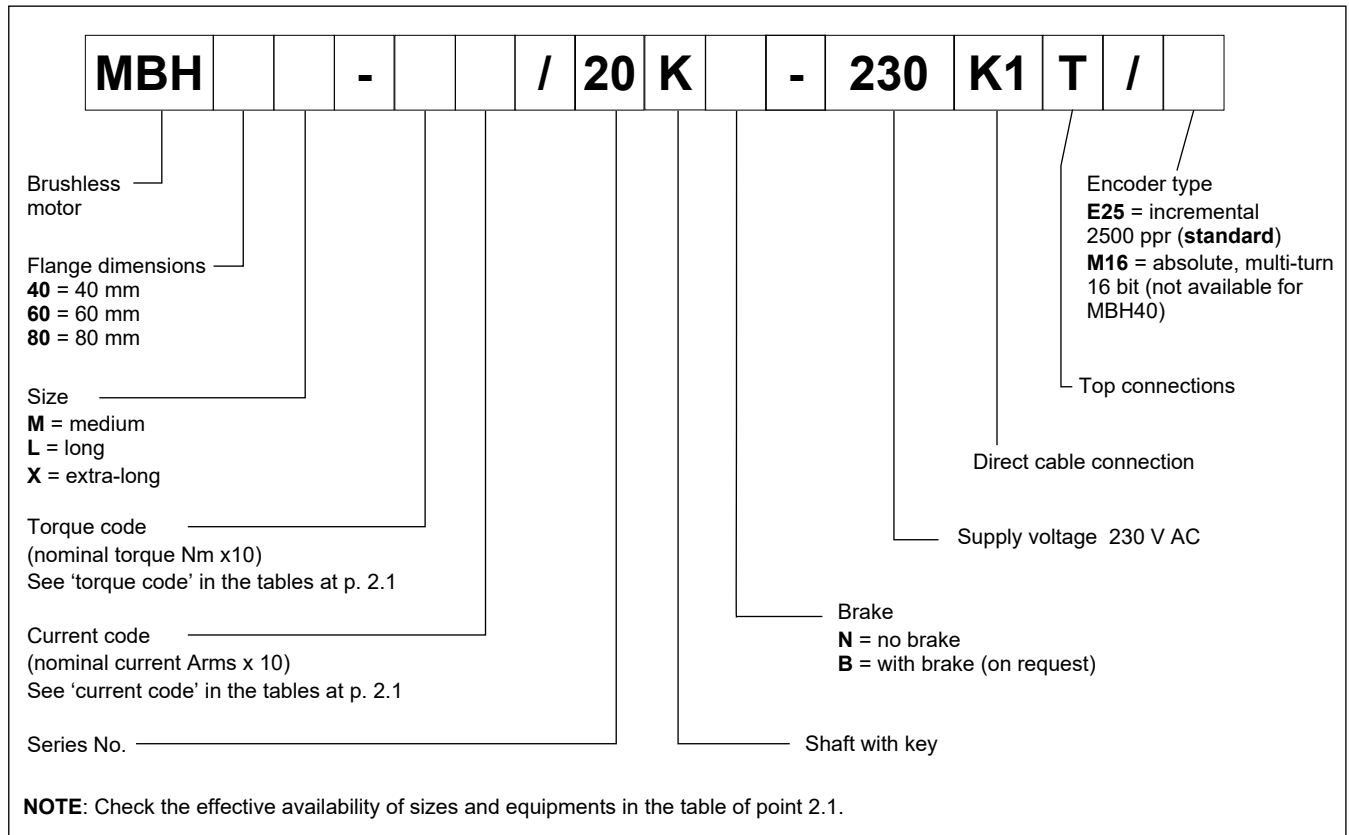 MBH - / 20 K - 230 K1 T /
Brushless
motor
Flange dimensions
40 = 40 mm
60 = 60 mm
80 = 80 mm
Size
M = medium
L = long
X = extra-long
Torque code
(nominal torque Nm x10)
See ‘torque code’ in the tables at p. 2.1
Current code
(nominal current Arms x 10)
See ‘current code’ in the tables at p. 2.1
Series No.
Encoder type
E25 = incremental
2500 ppr (standard)
M16 = absolute, multi-turn
16 bit (not available for
MBH40)
Top connections
Direct cable connection
Supply voltage 230 V AC
Brake
N = no brake
B = with brake (on request)
Shaft with key
NOTE: Check the effective availability of sizes and equipments in the table of point 2.1.